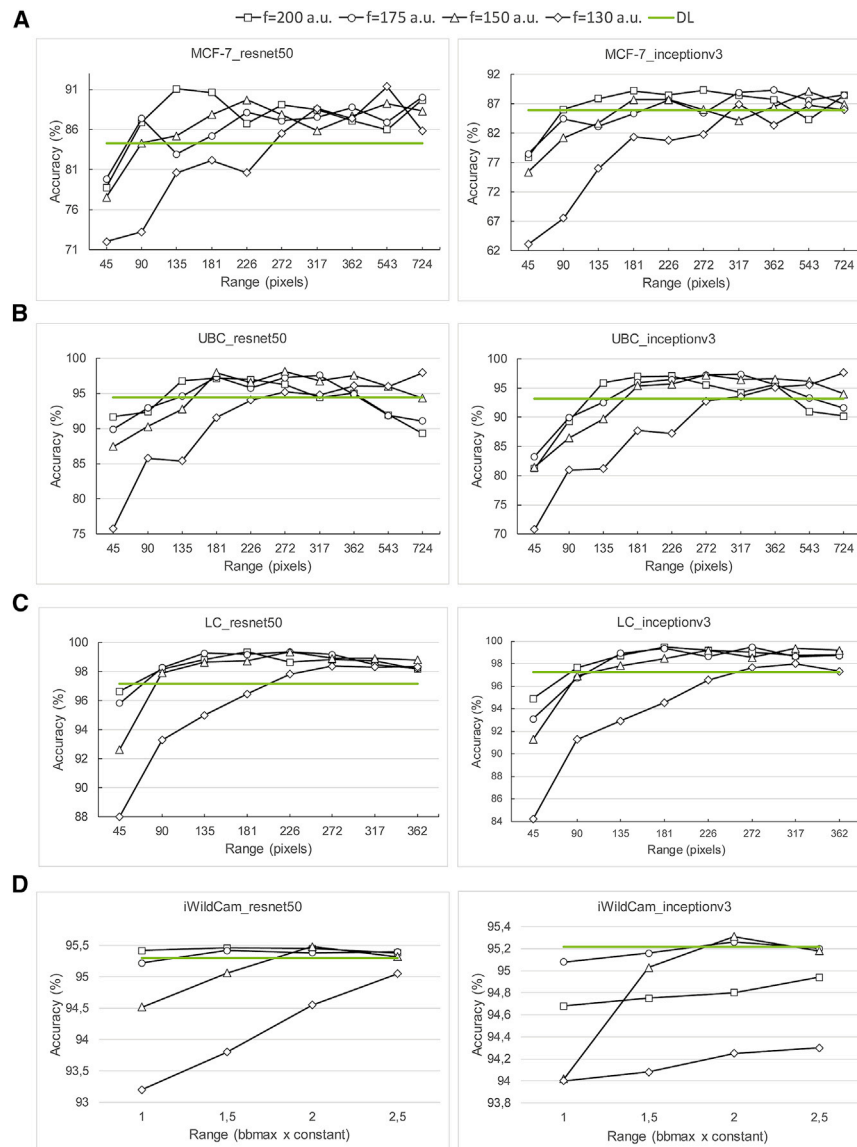 A
f=200 a.u. f=175 a.u. f=150 a.u. f=130 a.u. DL
MCF-7_resnet50
Accuracy (%)
91
86
81
76
71
45 90 135 181 226 272 317 362 543 724
Range (pixels)
MCF-7_inceptionv3
Accuracy (%)
92
87
82
77
72
67
62
45 90 135 181 226 272 317 362 543 724
Range (pixels)
B
UBC_resnet50
Accuracy (%)
100
95
90
85
80
75
45 90 135 181 226 272 317 362 543 724
Range (pixels)
UBC_inceptionv3
Accuracy (%)
100
95
90
85
80
75
70
45 90 135 181 226 272 317 362 543 724
Range (pixels)
C
LC_resnet50
Accuracy (%)
100
98
96
94
92
90
88
45 90 135 181 226 272 317 362
Range (pixels)
LC_inceptionv3
Accuracy (%)
100
98
96
94
92
90
88
86
84
45 90 135 181 226 272 317 362
Range (pixels)
D
iWildCam_resnet50
Accuracy (%)
95,5
95
94,5
94
93,5
93
1 1,5 2 2,5
Range (bbmax x constant)
iWildCam_inceptionv3
Accuracy (%)
95,4
95,2
95
94,8
94,6
94,4
94,2
94
93,8
1 1,5 2 2,5
Range (bbmax x constant)